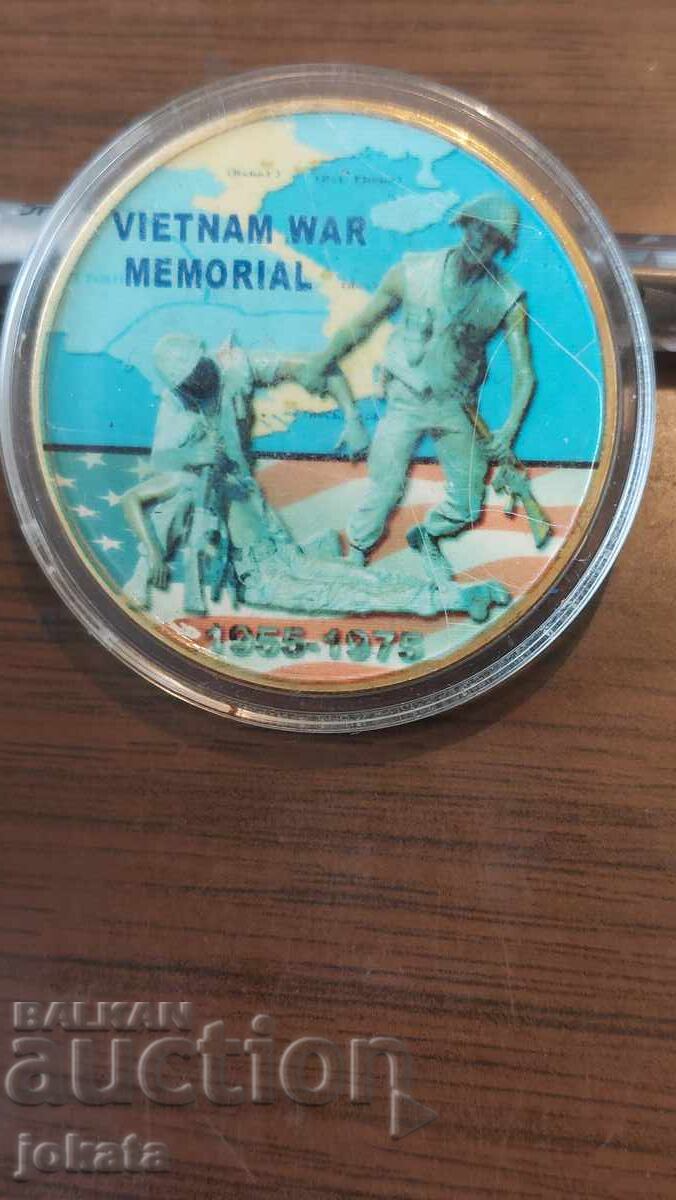 VIETNAM WAR
MEMORIAL
1955-1975
BALKAN
auction
jokata